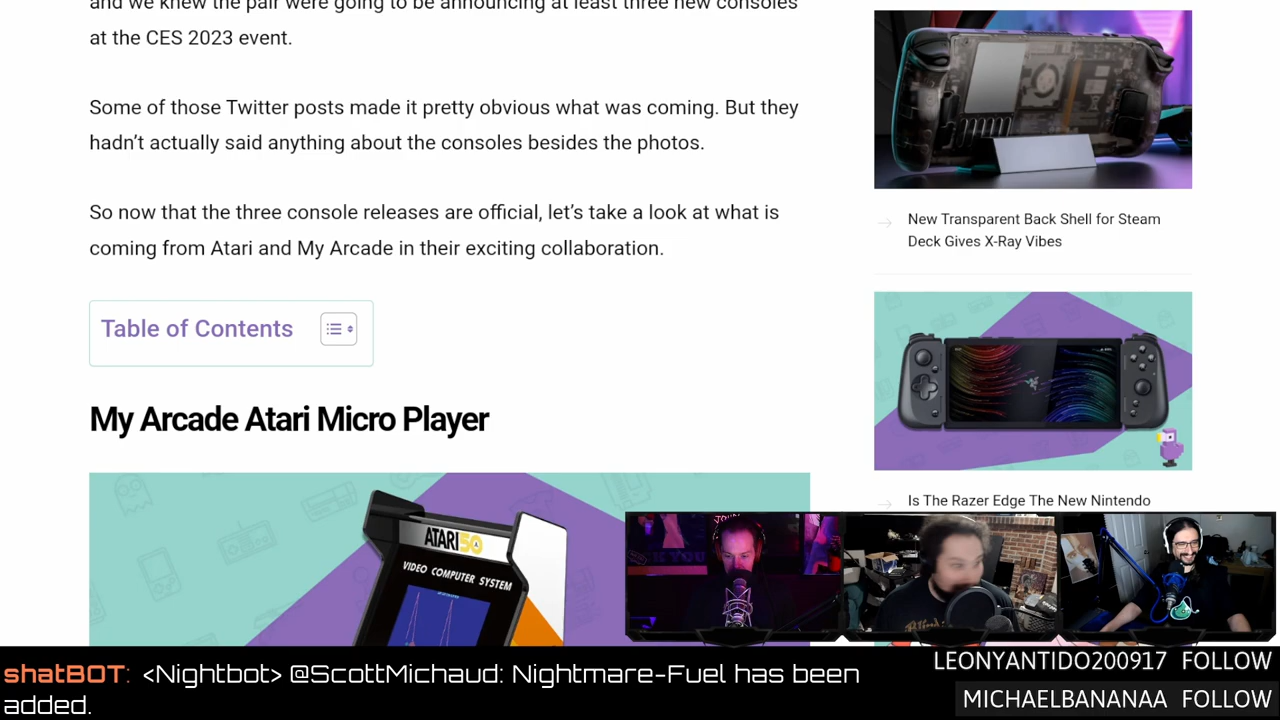 and we knew the pair were going to be announcing at least three new consoles
at the CES 2023 event.
Some of those Twitter posts made it pretty obvious what was coming. But they
hadn’t actually said anything about the consoles besides the photos.
So now that the three console releases are official, let’s take a look at what is
coming from Atari and My Arcade in their exciting collaboration.
Table of Contents
My Arcade Atari Micro Player
ATARI 50
VIDEO COMPUTER SYSTEM
New Transparent Back Shell for Steam
Deck Gives X-Ray Vibes
Is The Razer Edge The New Nintendo
shatBOT: <Nightbot> @ScottMichaud: Nightmare-Fuel has been
added.
LEONYANTIDO200917 FOLLOW
MICHAELBANANAA FOLLOW